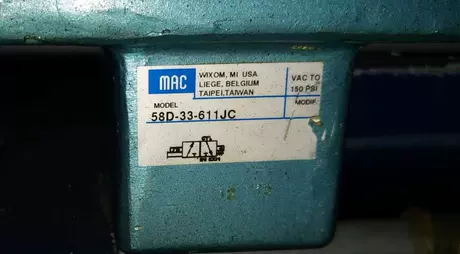 MAC
WIXOM, MI USA
LIEGE, BELGIUM
TAIPEI, TAIWAN
VAC TO
150 PSI
MODEL
MODIF.
58D-33-611JC